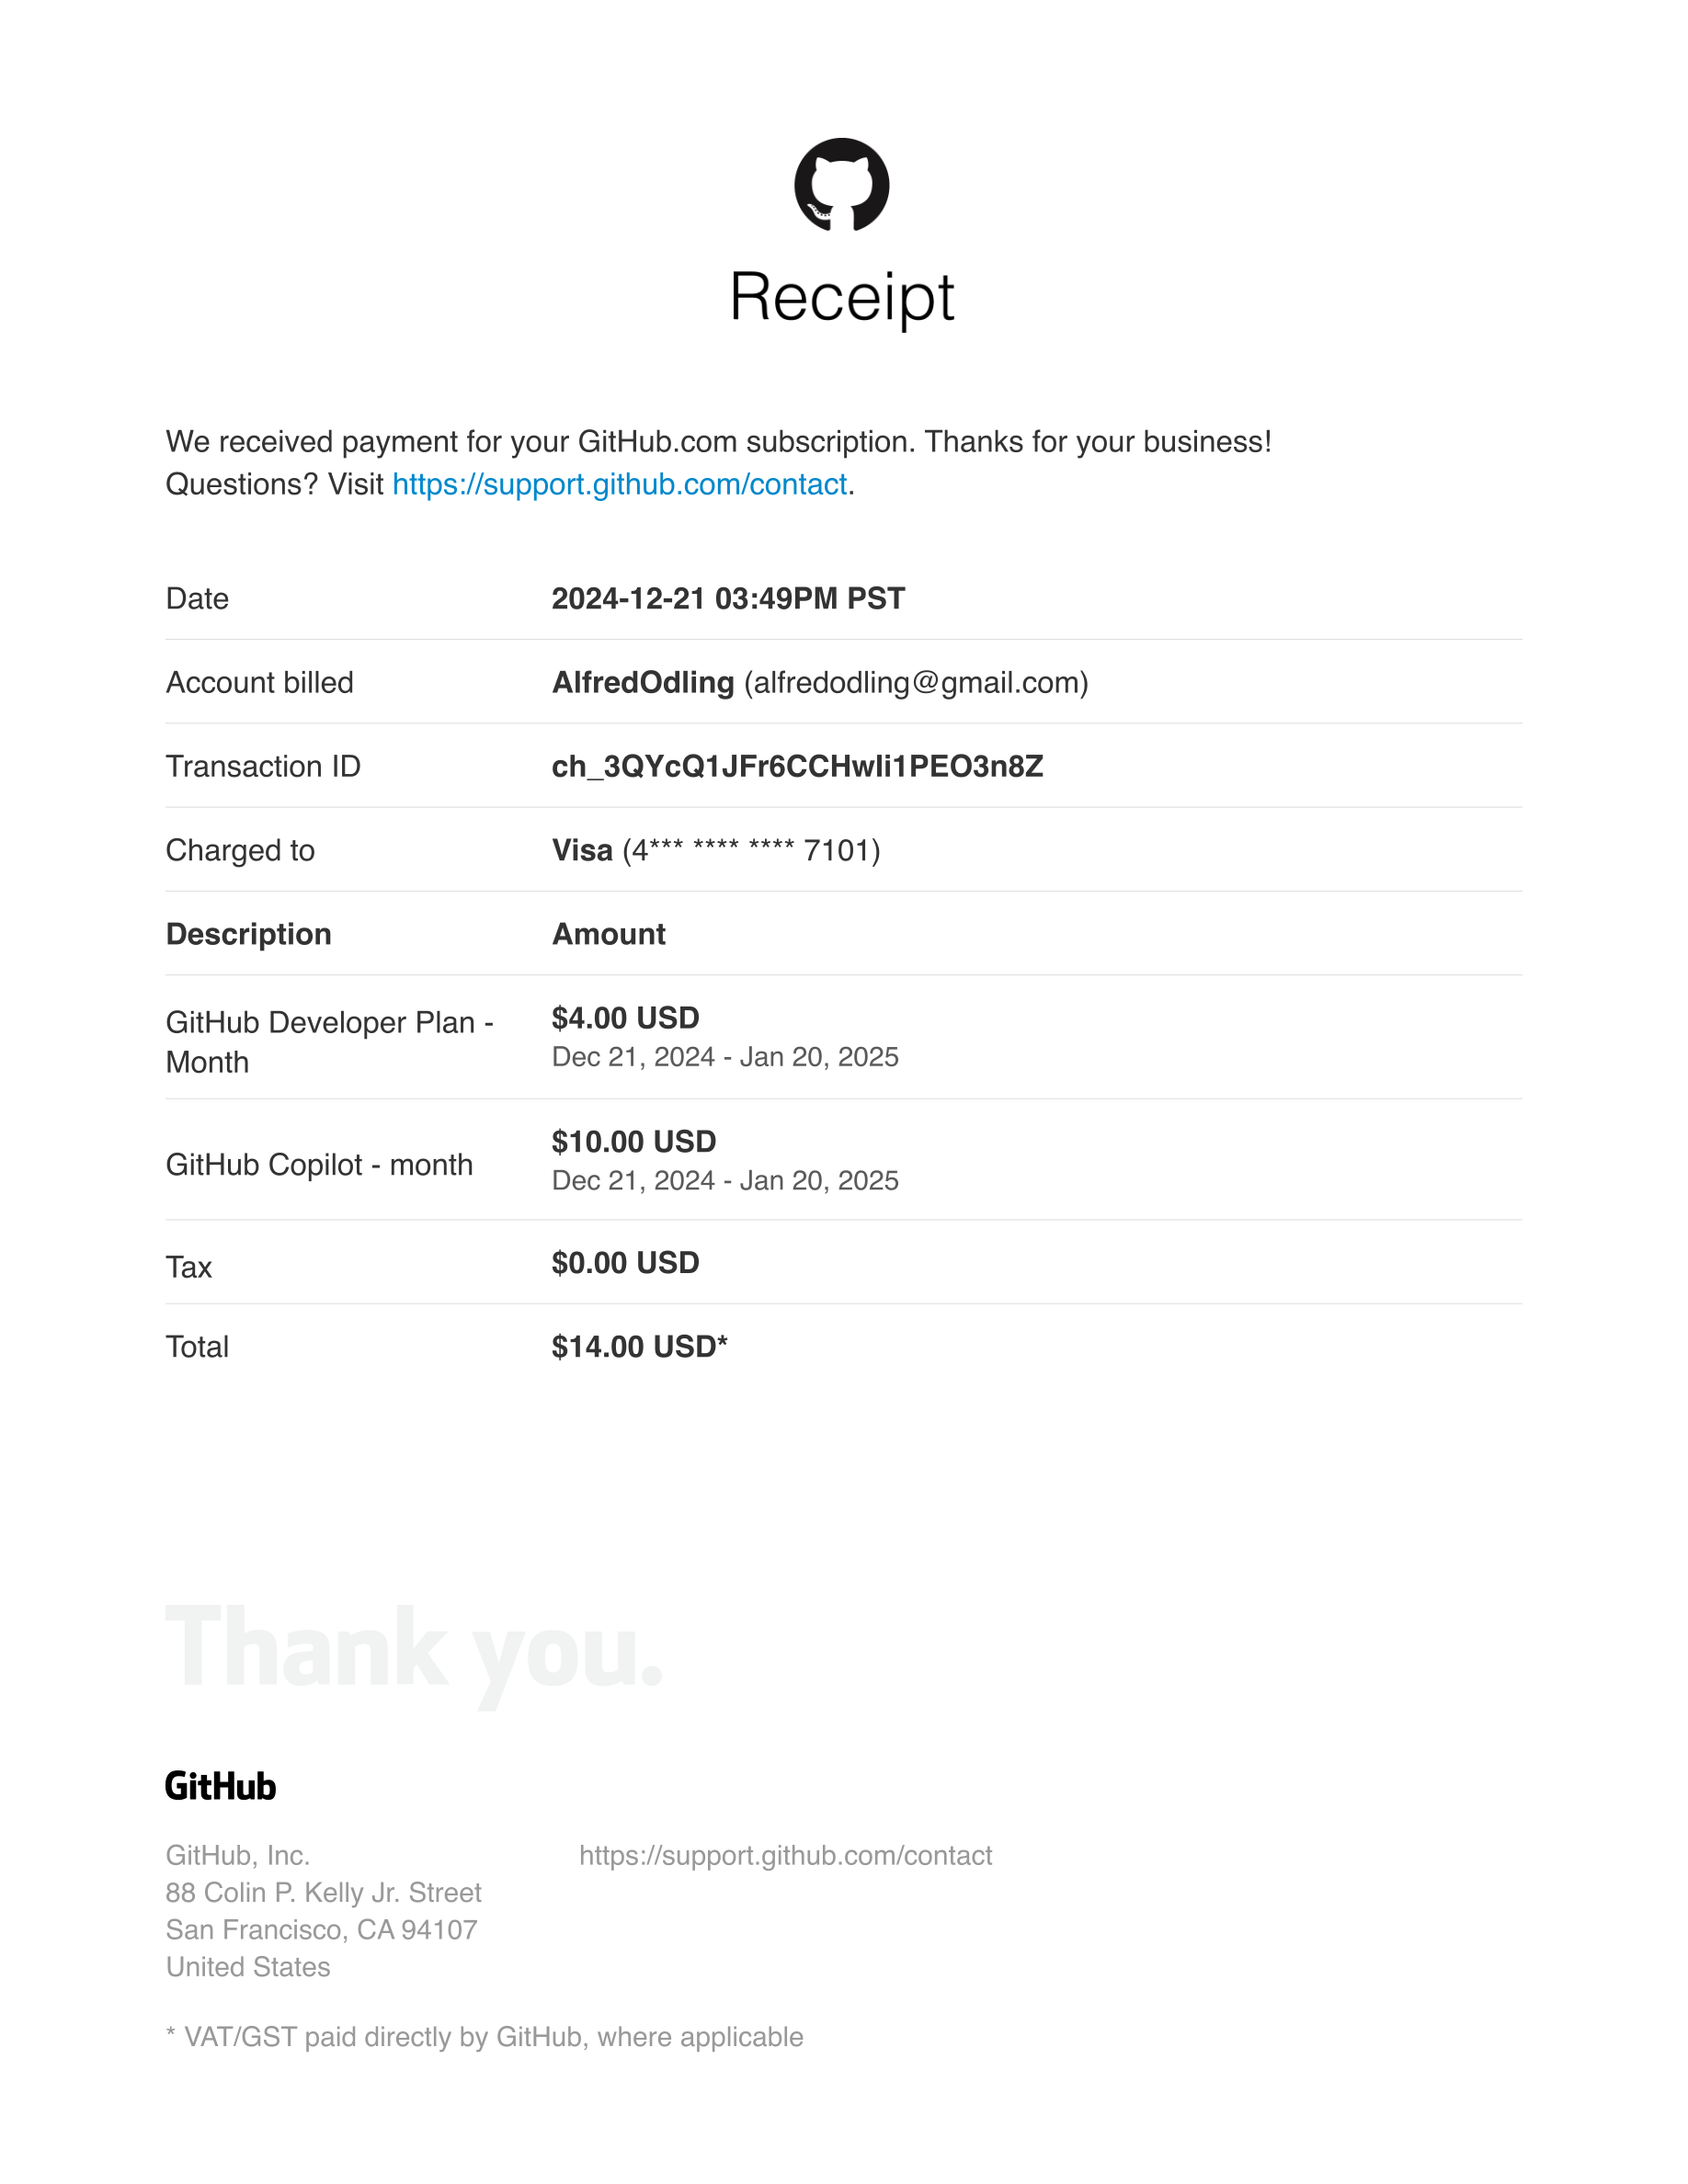 Receipt
We received payment for your GitHub.com subscription. Thanks for your business!
Questions? Visit https://support.github.com/contact.
Date 2024-12-21 03:49PM PST
Account billed AlfredOdling (alfredodling@gmail.com)
Transaction ID ch_3QYcQ1JFr6CCHwIi1PEO3n8Z
Charged to Visa (4*** **** **** 7101)
Description Amount
GitHub Developer Plan - $4.00 USD
Month Dec 21, 2024 - Jan 20, 2025
$10.00 USD
GitHub Copilot - month
Dec 21, 2024 - Jan 20, 2025
Tax $0.00 USD
Total $14.00 USD*
Thank you.
GitHub
GitHub, Inc. https://support.github.com/contact
88 Colin P. Kelly Jr. Street
San Francisco, CA 94107
United States
* VAT/GST paid directly by GitHub, where applicable